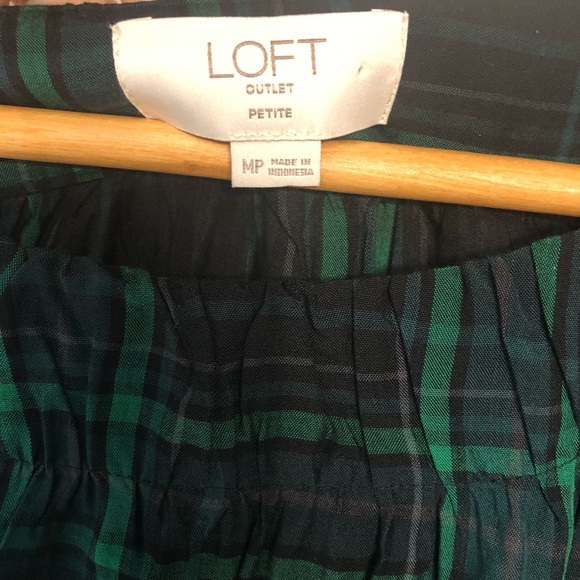 LOFT
OUTLET
PETITE
MP MADE IN
INDONESIA